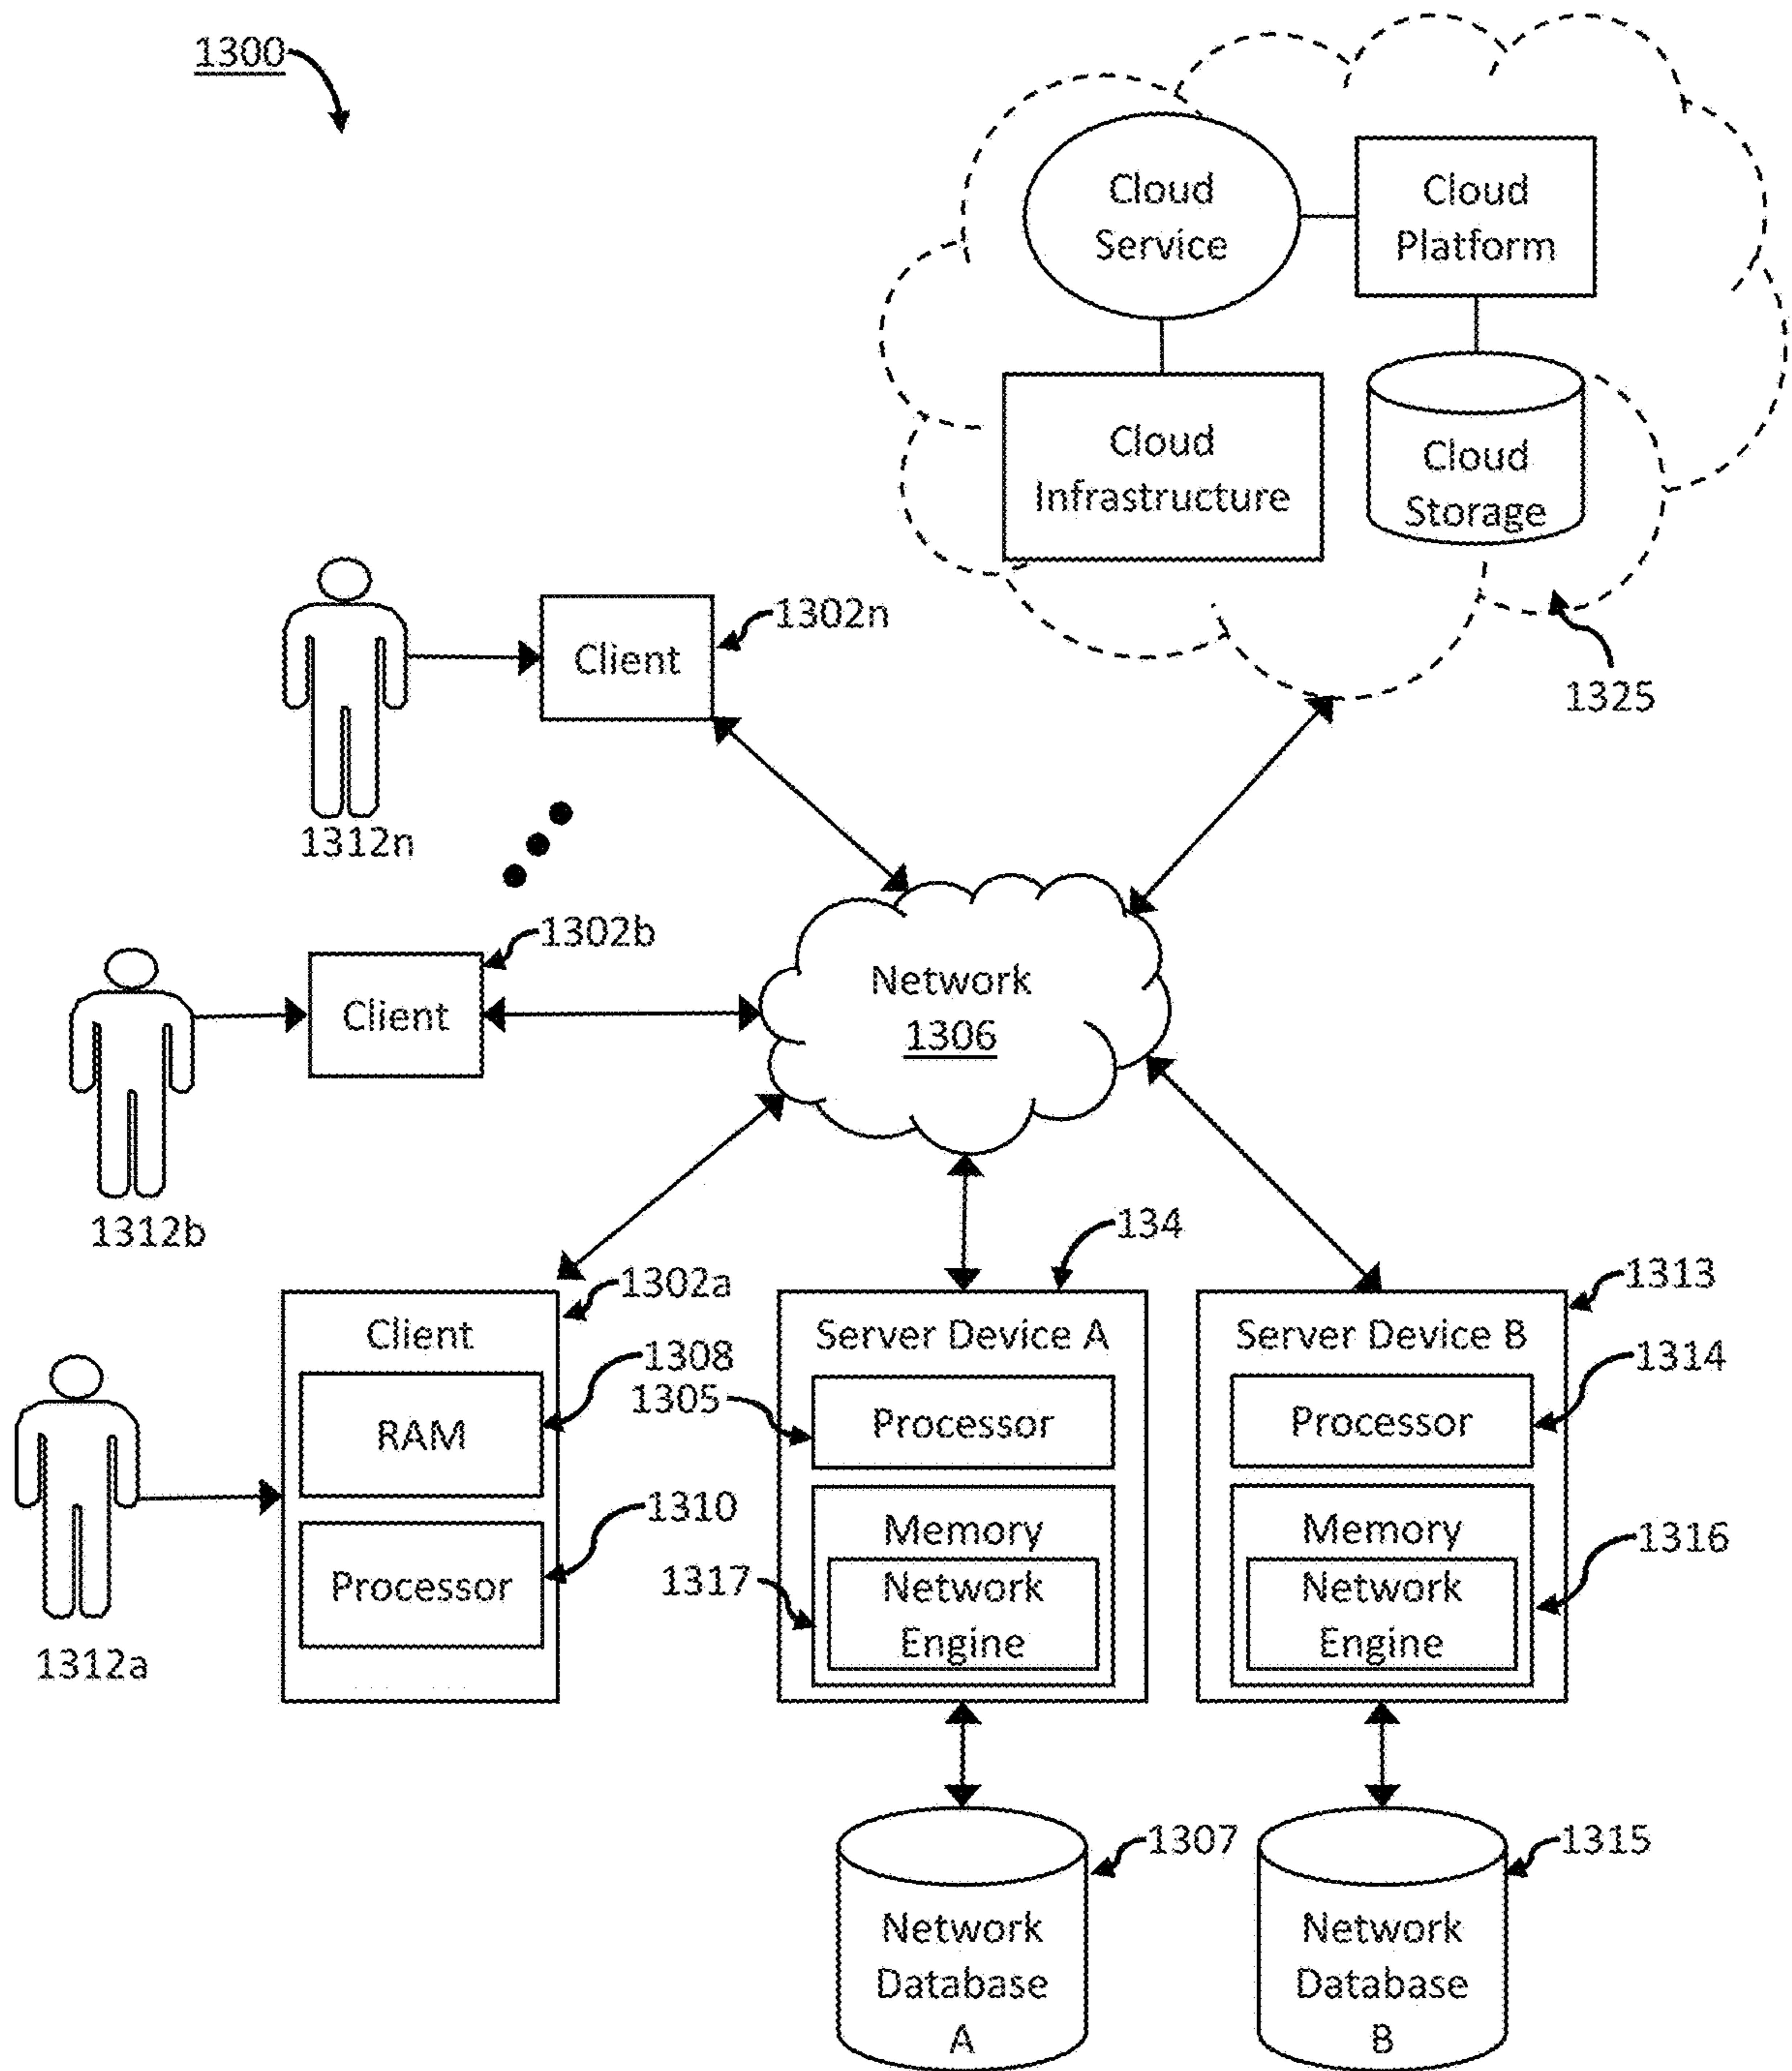 1300
Cloud
Service
Cloud
Platform
Cloud
Infrastructure
Cloud
Storage
1325
1302n
Client
1312n
1302b
Client
1312b
Network
1306
134
1302a
1313
Client
Server Device A
Server Device B
1308
1305
1314
RAM
Processor
Processor
1310
Processor
Memory
Memory
1317
Network
Engine
Network
Engine
1316
1312a
1307
1315
Network
Database
A
Network
Database
B